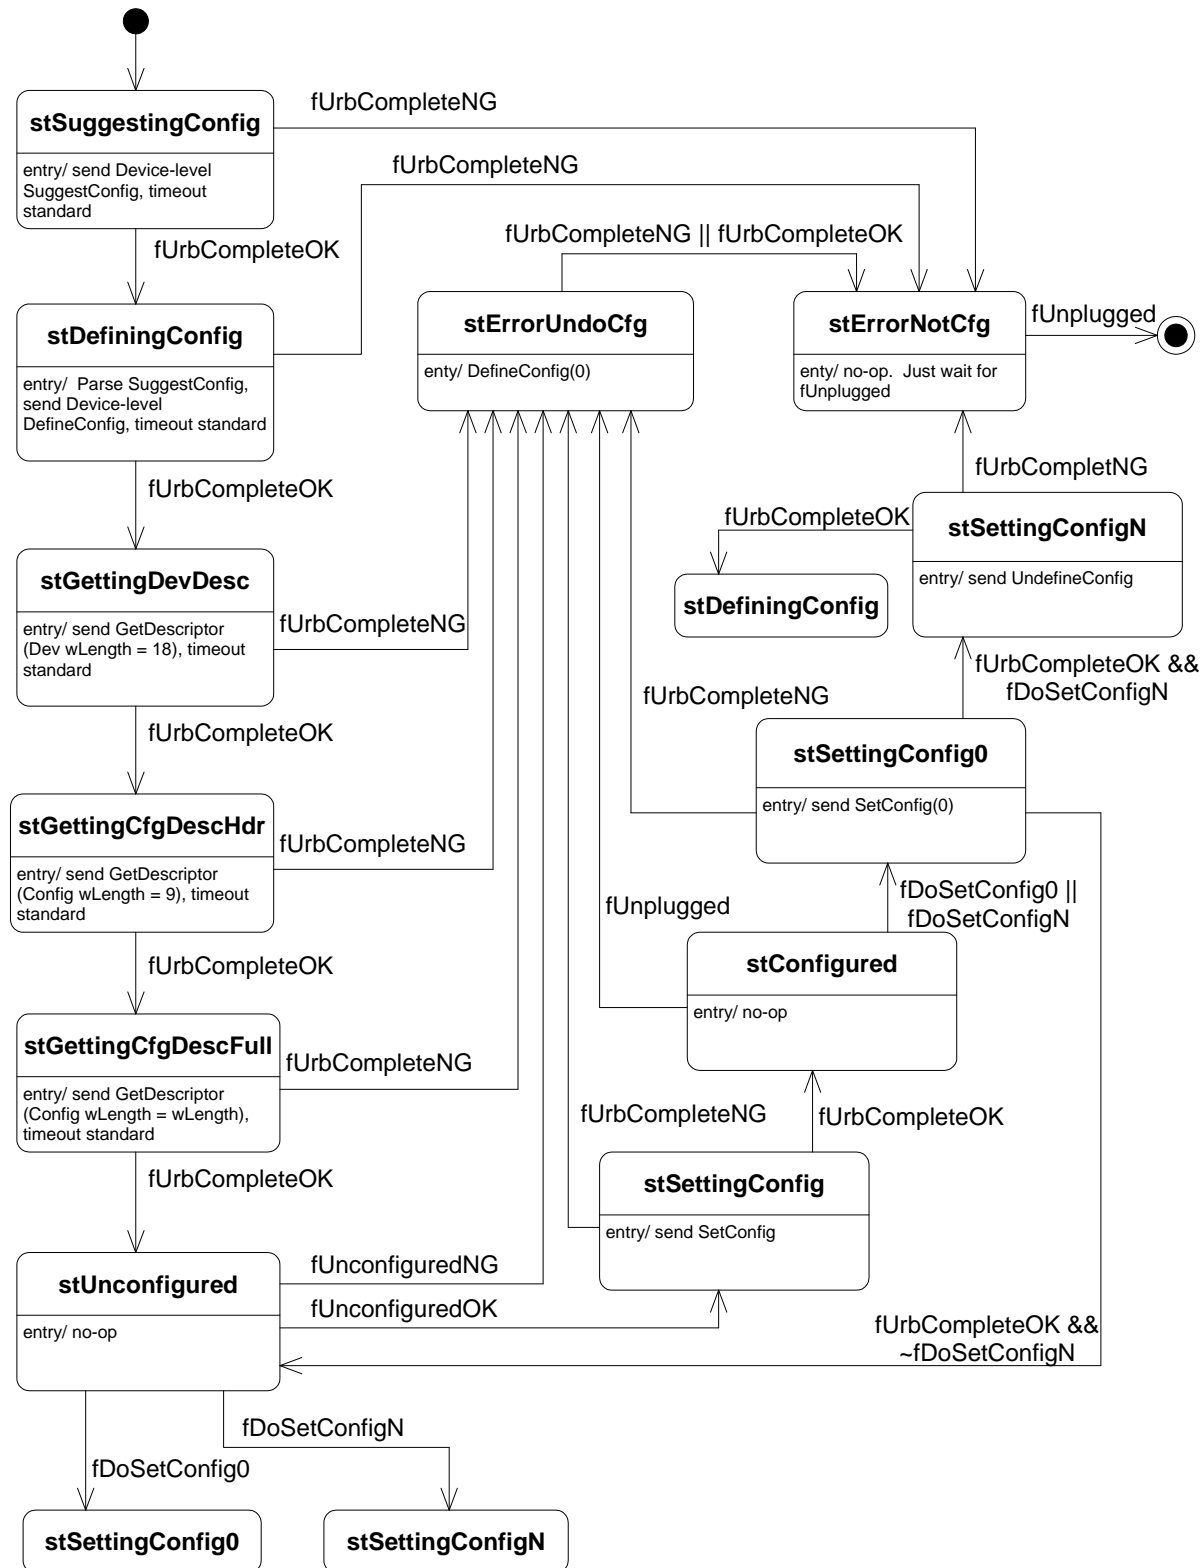 fUrbCompleteNG
stSuggestingConfig
entry/ send Device-level
SuggestConfig, timeout
standard
fUrbCompleteNG
fUrbCompleteOK
fUrbCompleteNG || fUrbCompleteOK
stDefiningConfig
entry/  Parse SuggestConfig,
send Device-level
DefineConfig, timeout standard
stErrorUndoCfg
enty/ DefineConfig(0)
stErrorNotCfg
enty/ no-op.  Just wait for
fUnplugged
fUnplugged
fUrbCompleteOK
fUrbCompletNG
fUrbCompleteOK
stSettingConfigN
entry/ send UndefineConfig
stDefiningConfig
stGettingDevDesc
entry/ send GetDescriptor
(Dev wLength = 18), timeout
standard
fUrbCompleteNG
fUrbCompleteOK &&
fDoSetConfigN
fUrbCompleteNG
fUrbCompleteOK
stSettingConfig0
entry/ send SetConfig(0)
stGettingCfgDescHdr
entry/ send GetDescriptor
(Config wLength = 9), timeout
standard
fUrbCompleteNG
fDoSetConfig0 ||
fDoSetConfigN
fUnplugged
fUrbCompleteOK
stConfigured
entry/ no-op
stGettingCfgDescFull
entry/ send GetDescriptor
(Config wLength = wLength),
timeout standard
fUrbCompleteNG
fUrbCompleteNG
fUrbCompleteOK
fUrbCompleteOK
stSettingConfig
entry/ send SetConfig
stUnconfigured
entry/ no-op
fUnconfiguredNG
fUnconfiguredOK
fUrbCompleteOK &&
~fDoSetConfigN
fDoSetConfigN
fDoSetConfig0
stSettingConfig0
stSettingConfigN